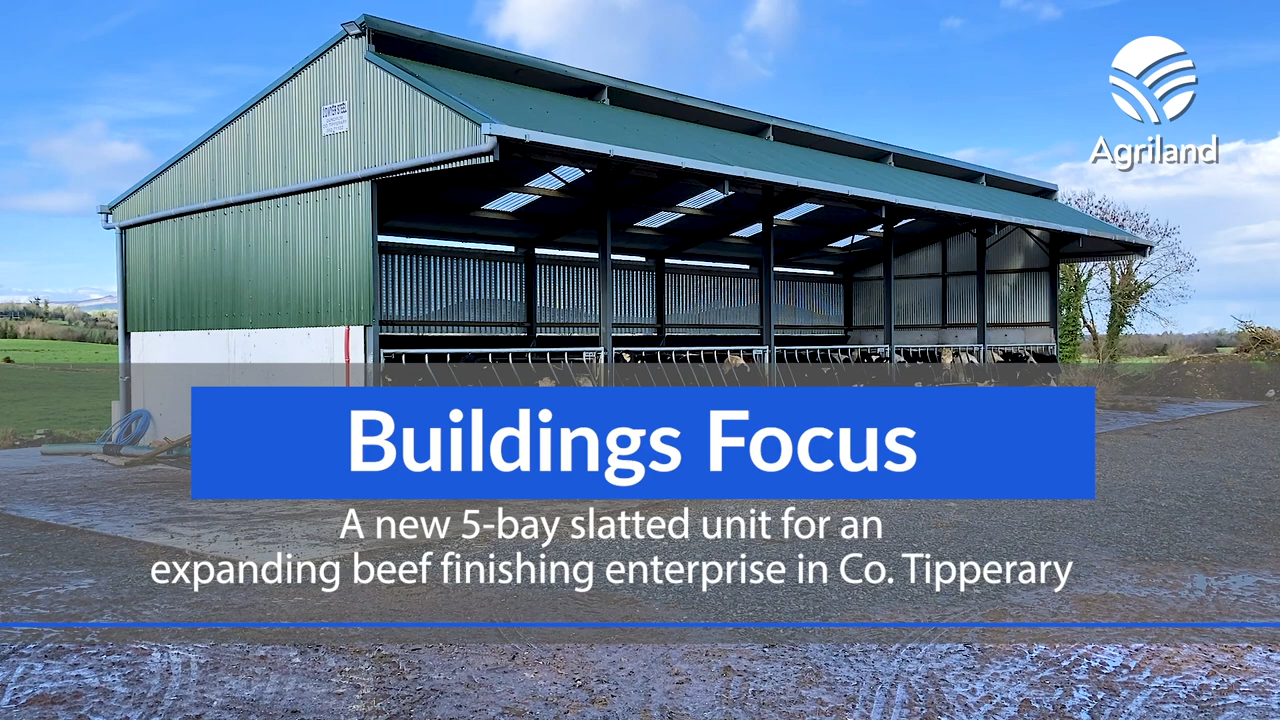 Agriland
Buildings Focus
A new 5-bay slatted unit for an
expanding beef finishing enterprise in Co. Tipperary